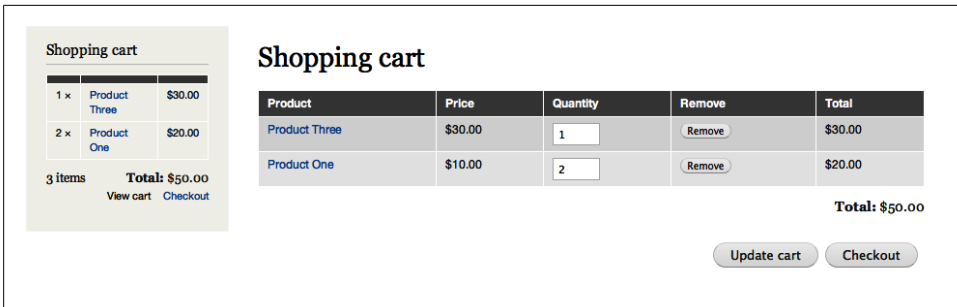 Shopping cart
1 × Product Three $30.00
2 × Product One $20.00
3 items Total: $50.00
View cart Checkout
Shopping cart
Product Price Quantity Remove Total
Product Three $30.00 1 Remove $30.00
Product One $10.00 2 Remove $20.00
Total: $50.00
Update cart Checkout